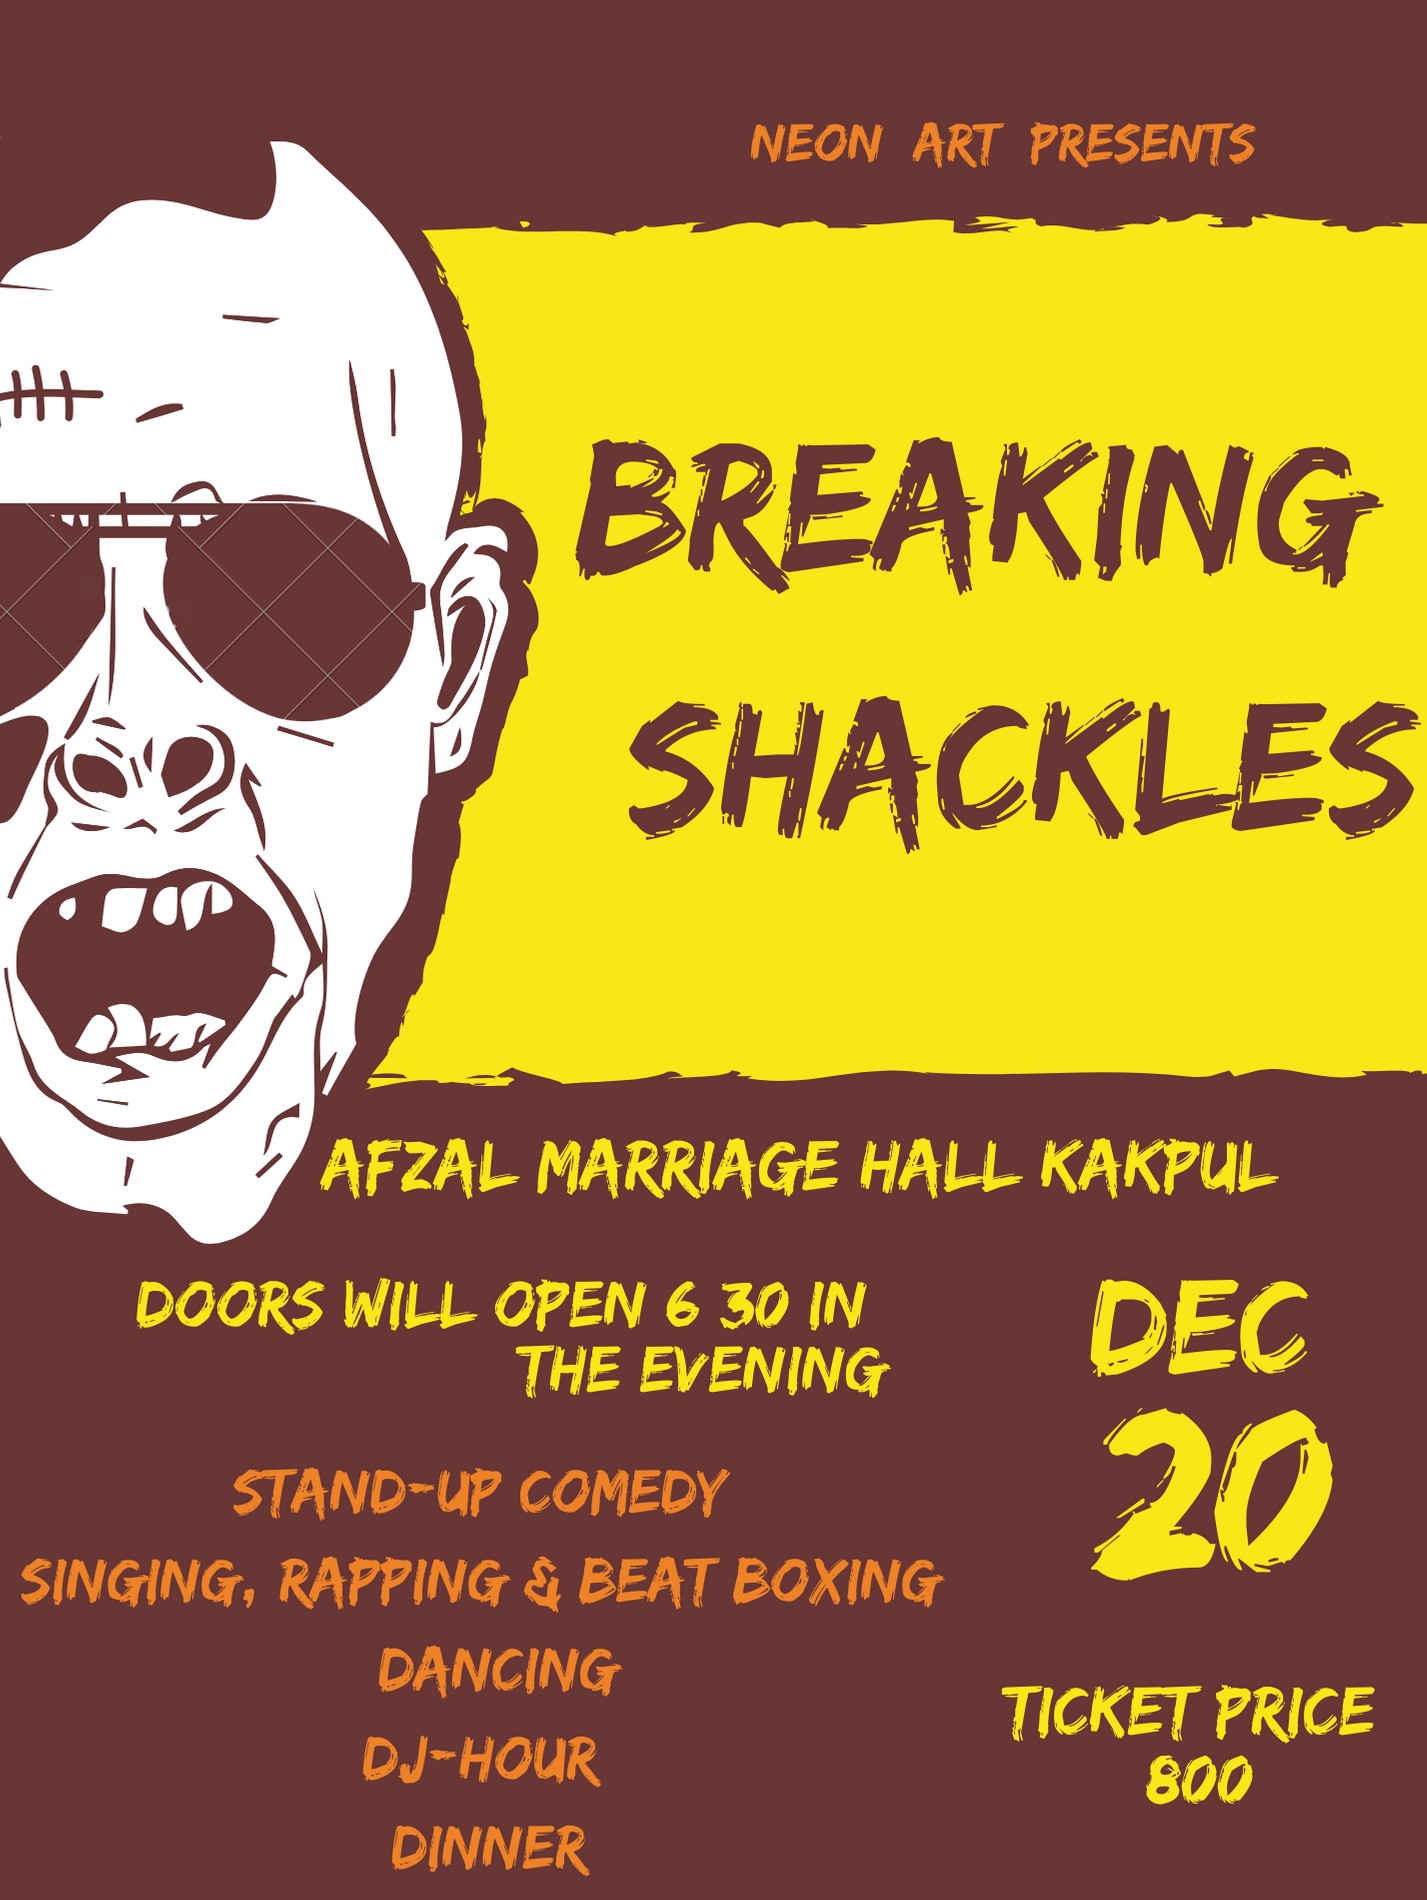 NEON ART PRESENTS
BREAKING
SHACKLES
AFZAL MARRIAGE HALL KAKPUL
DOORS WILL OPEN 6 30 IN
THE EVENING
DEC
20
STAND-UP COMEDY
SINGING, RAPPING & BEAT BOXING
DANCING
DJ-HOUR
DINNER
TICKET PRICE
800